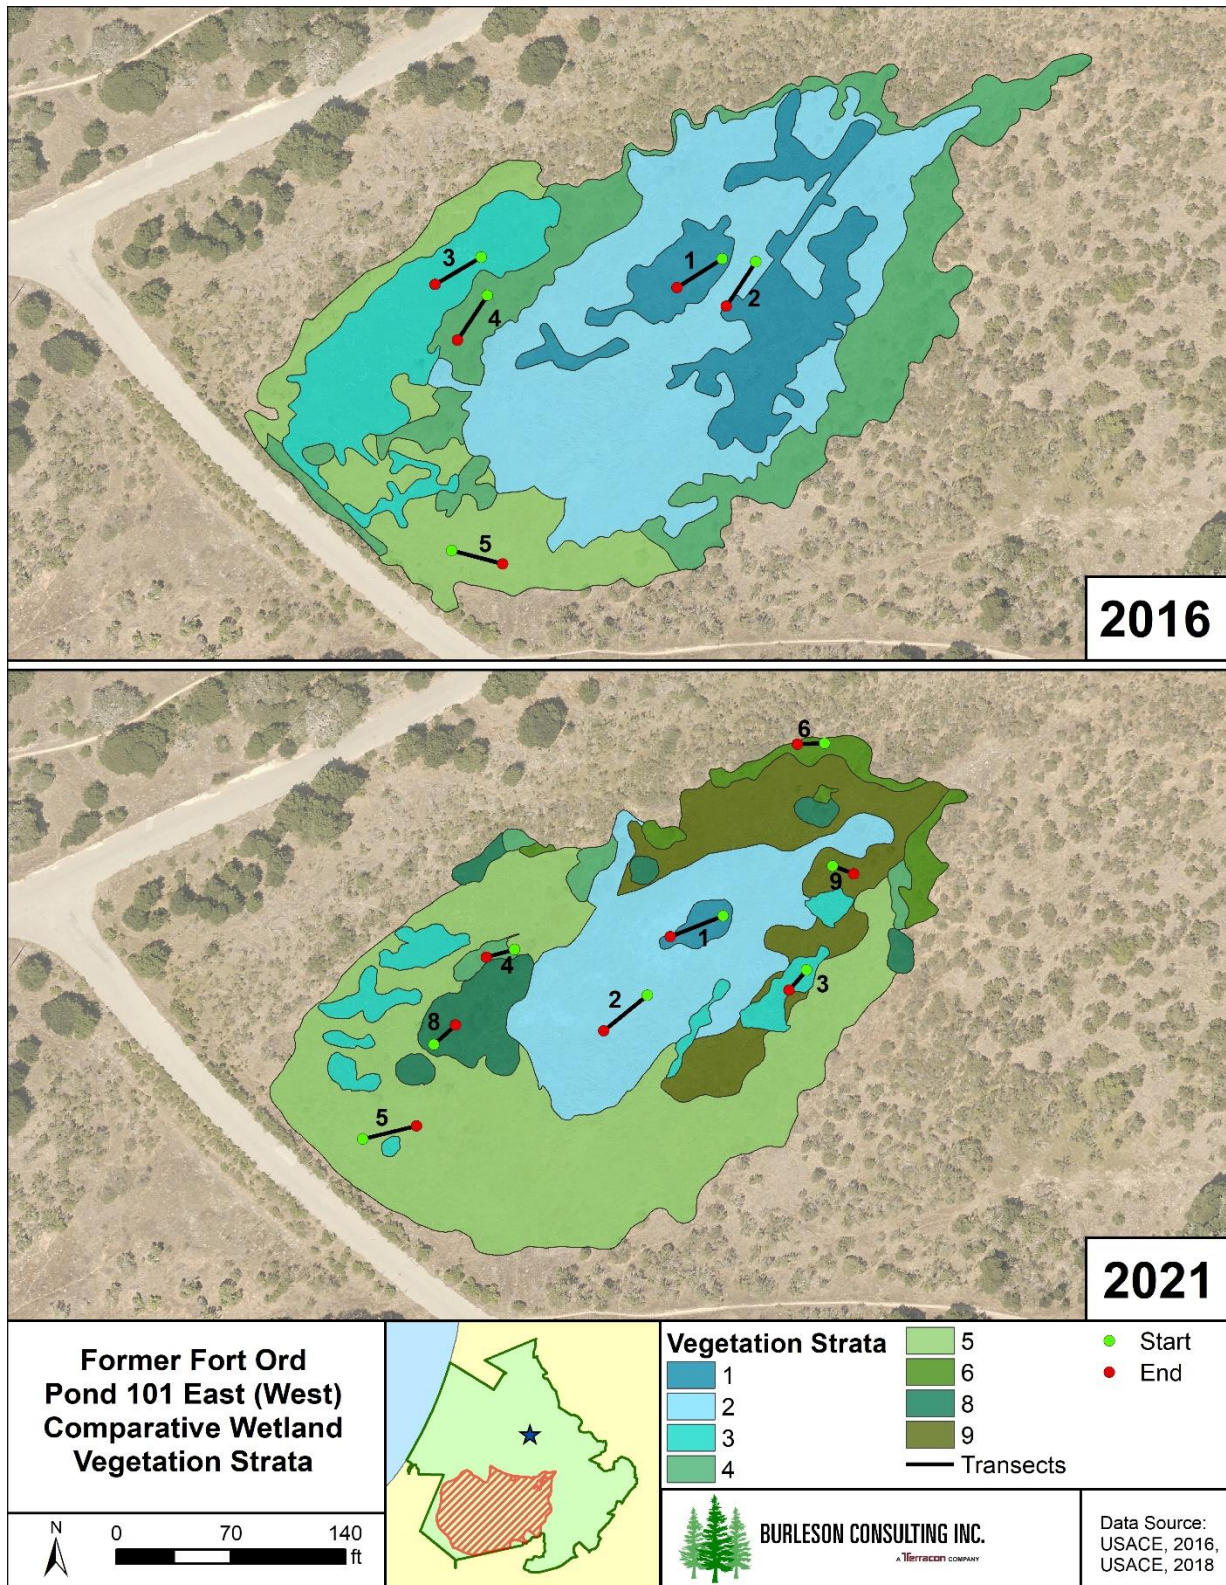 3
1
4
2
5
2016
6
9
1
4
2
3
8
5
2021
Former Fort Ord
Pond 101 East (West)
Comparative Wetland
Vegetation Strata
N
0 70 140
ft
Vegetation Strata
1
2
3
4
5
6
8
9
Transects
Start
End
BURLESON CONSULTING INC.
A Terracon COMPANY
Data Source:
USACE, 2016,
USACE, 2018